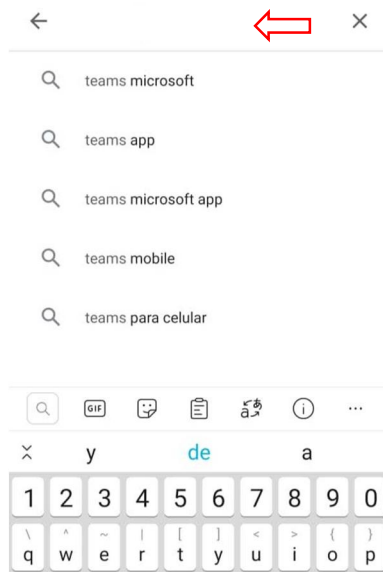 teams microsoft
teams app
teams microsoft app
teams mobile
teams para celular
GIF
y de a
1 2 3 4 5 6 7 8 9 0
\ ^ ~ | [ ] < > { }
q w e r t y u i o p